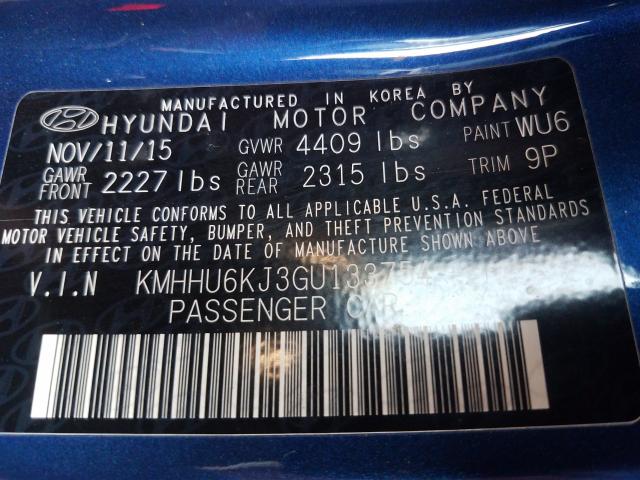 MANUFACTURED IN KOREA BY
HYUNDAI MOTOR COMPANY
NOV/11/15 GVWR 4409 lbs PAINT WU6
GAWR FRONT 2227 lbs GAWR REAR 2315 lbs TRIM 9P
THIS VEHICLE CONFORMS TO ALL APPLICABLE U.S.A. FEDERAL
MOTOR VEHICLE SAFETY, BUMPER, AND THEFT PREVENTION STANDARDS
IN EFFECT ON THE DATE OF MANUFACTURE SHOWN ABOVE
V.I.N KMHHU6KJ3GU133754
PASSENGER CAR